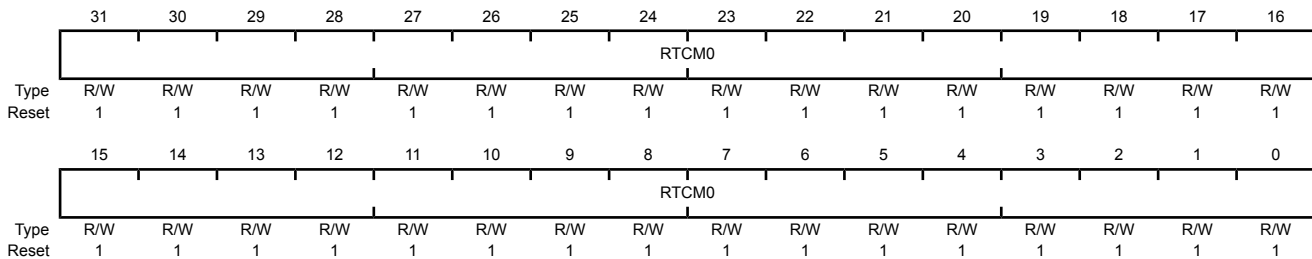 31 30 29 28 27 26 25 24 23 22 21 20 19 18 17 16
RTCM0
Type R/W R/W R/W R/W R/W R/W R/W R/W R/W R/W R/W R/W R/W R/W R/W R/W
Reset 1 1 1 1 1 1 1 1 1 1 1 1 1 1 1 1
15 14 13 12 11 10 9 8 7 6 5 4 3 2 1 0
RTCM0
Type R/W R/W R/W R/W R/W R/W R/W R/W R/W R/W R/W R/W R/W R/W R/W R/W
Reset 1 1 1 1 1 1 1 1 1 1 1 1 1 1 1 1